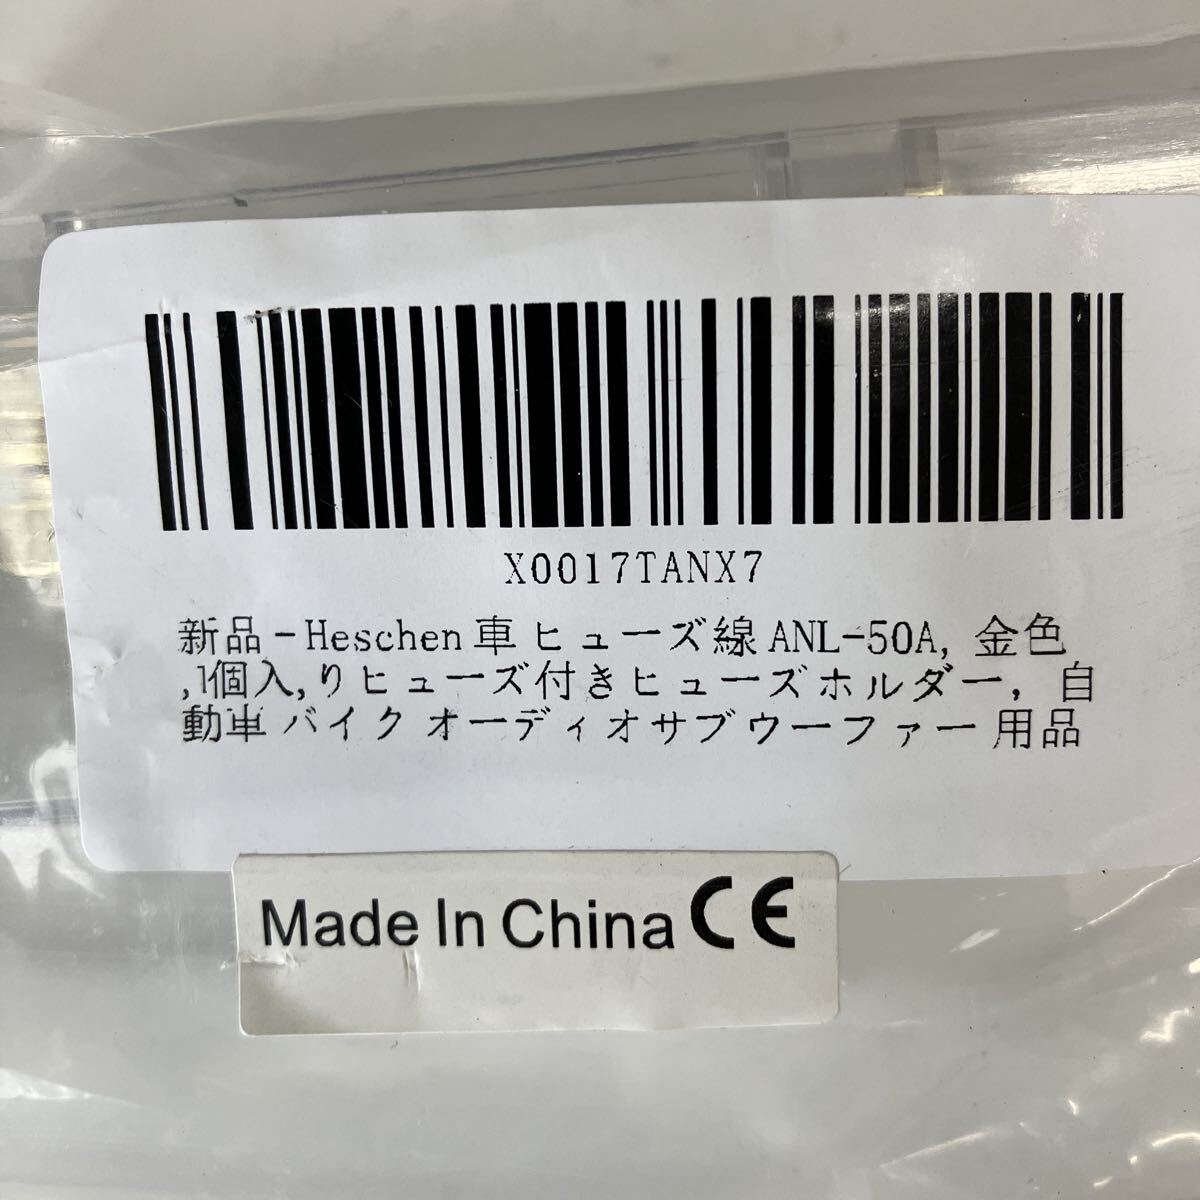 X0017TANX7
新品-Heschen車ヒューズ線ANL-50A, 金色
,1個入,りヒューズ付きヒューズホルダー, 自
動車 バイク オーディオサブウーファー 用品
Made In China CE